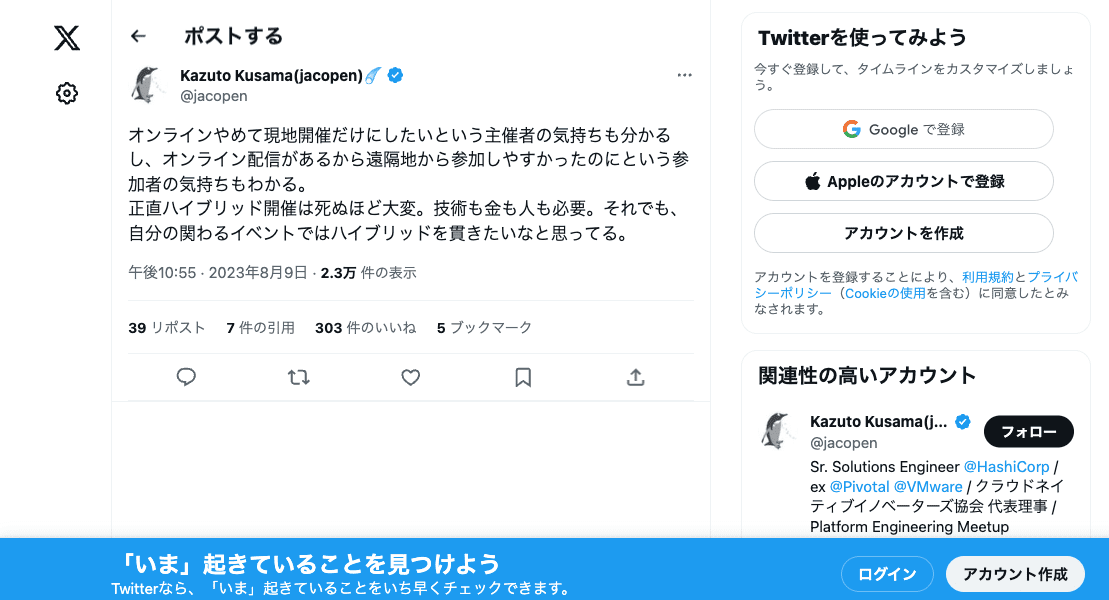 ポストする
Kazuto Kusama(jacopen)
@jacopen
オンラインやめて現地開催だけにしたいという主催者の気持ちも分かる
し、オンライン配信があるから遠隔地から参加しやすかったのにという参
加者の気持ちもわかる。
正直ハイブリッド開催は死ぬほど大変。技術も金も人も必要。それでも、
自分の関わるイベントではハイブリッドを貫きたいなと思ってる。
午後10:55 · 2023年8月9日 · 2.3万 件の表示
39 リポスト 7 件の引用 303 件のいいね 5 ブックマーク
Twitterを使ってみよう
今すぐ登録して、タイムラインをカスタマイズしましょ
う。
Google で登録
Appleのアカウントで登録
アカウントを作成
アカウントを登録することにより、利用規約とプライバ
シーポリシー（Cookieの使用を含む）に同意したとみ
なされます。
関連性の高いアカウント
Kazuto Kusama(j...
フォロー
@jacopen
Sr. Solutions Engineer @HashiCorp /
ex @Pivotal @VMware / クラウドネイ
ティブイノベーターズ協会 代表理事 /
Platform Engineering Meetup
「いま」起きていることを見つけよう
Twitterなら、「いま」起きていることをいち早くチェックできます。
ログイン
アカウント作成